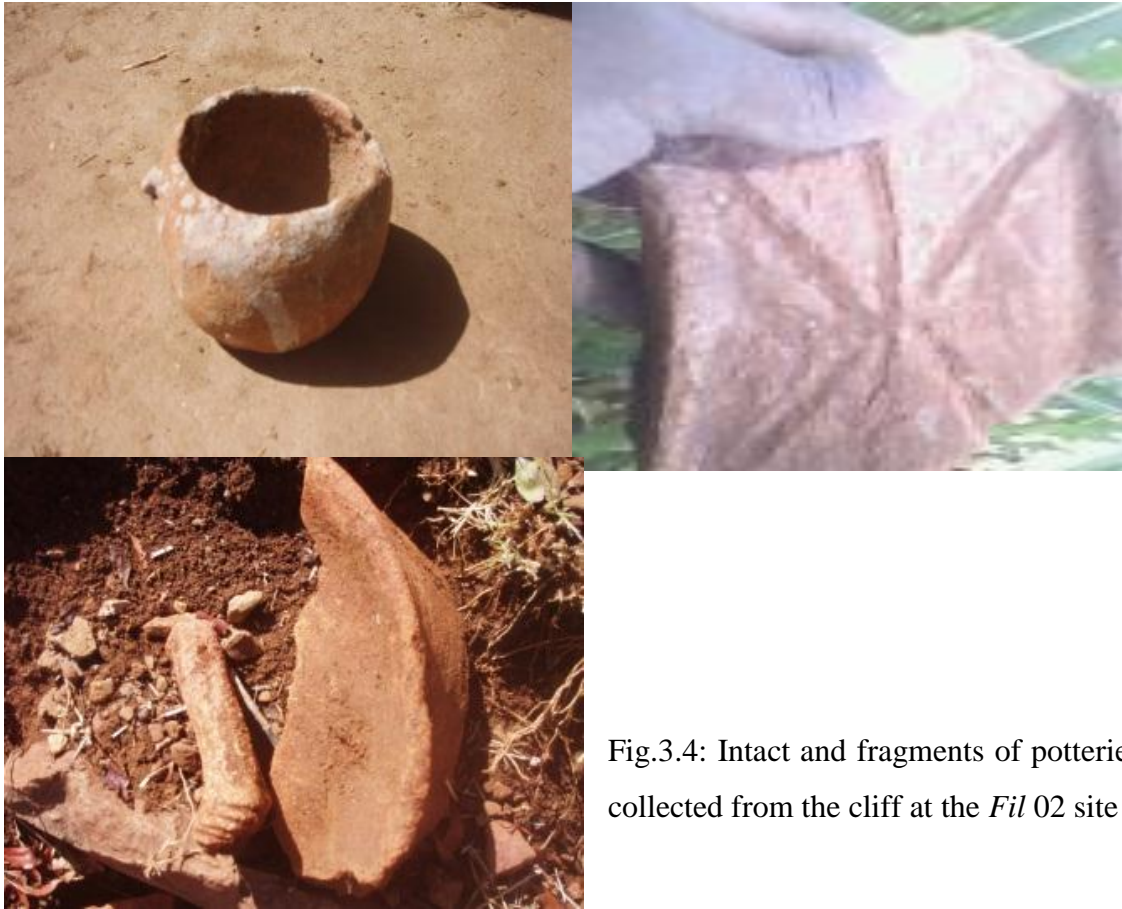 Fig.3.4: Intact and fragments of potterie
collected from the cliff at the Fil 02 site